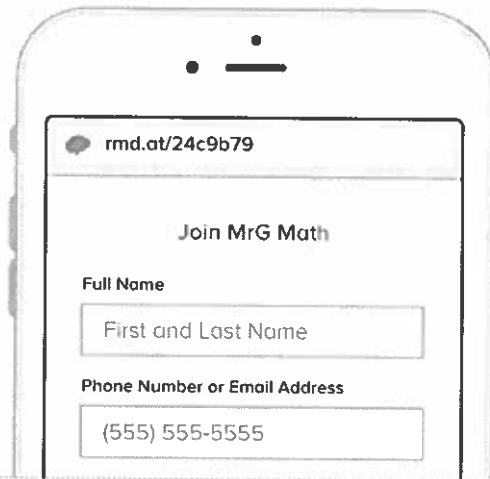 rmd.at/24c9b79
Join MrG Math
Full Name
First and Last Name
Phone Number or Email Address
(555) 555-5555